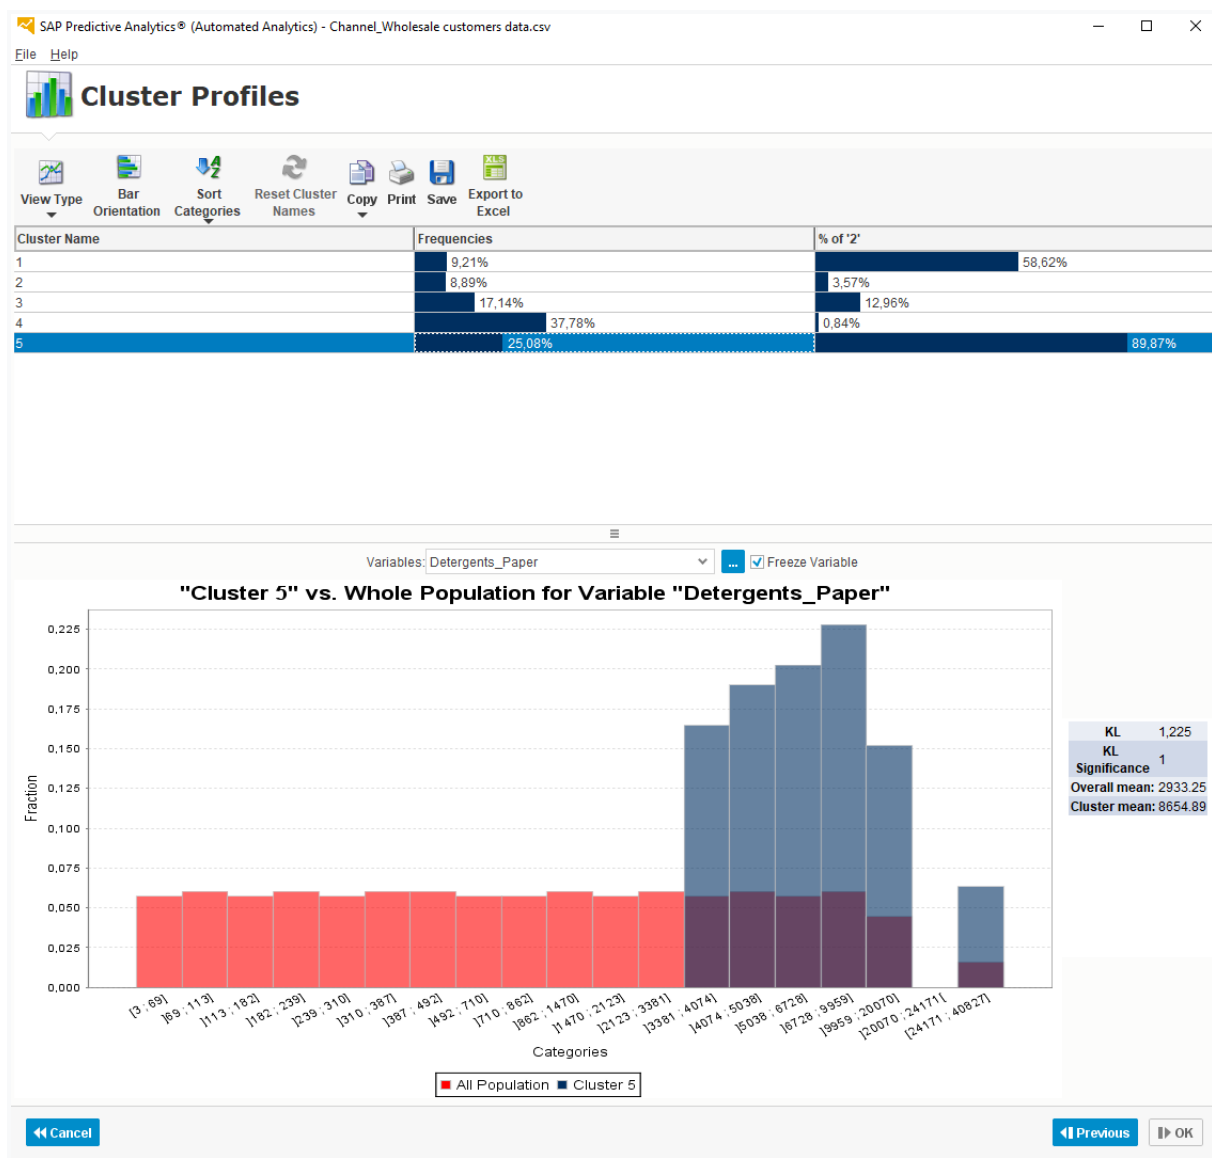 SAP Predictive Analytics® (Automated Analytics) - Channel_Wholesale customers data.csv
File Help
Cluster Profiles
View Type
Bar Orientation
Sort Categories
Reset Cluster Names
Copy
Print
Save
XLS
Export to Excel
Cluster Name Frequencies % of '2'
1 9,21% 58,62%
2 8,89% 3,57%
3 17,14% 12,96%
4 37,78% 0,84%
5 25,08% 89,87%
Variables: Detergents_Paper ... Freeze Variable
"Cluster 5" vs. Whole Population for Variable "Detergents_Paper"
0,225
0,200
0,175
0,150
0,125
0,100
0,075
0,050
0,025
0,000
Fraction
[3 ; 69]
]69 ; 113]
]113 ; 182]
]182 ; 239]
]239 ; 310]
]310 ; 387]
]387 ; 492]
]492 ; 710]
]710 ; 862]
]862 ; 1470]
]1470 ; 2123]
]2123 ; 3381]
]3381 ; 4074]
]4074 ; 5038]
]5038 ; 6728]
]6728 ; 9959]
]9959 ; 20070]
]20070 ; 24171[
[24171 ; 40827]
Categories
All Population Cluster 5
KL 1,225
KL Significance 1
Overall mean: 2933.25
Cluster mean: 8654.89
Cancel
Previous
OK